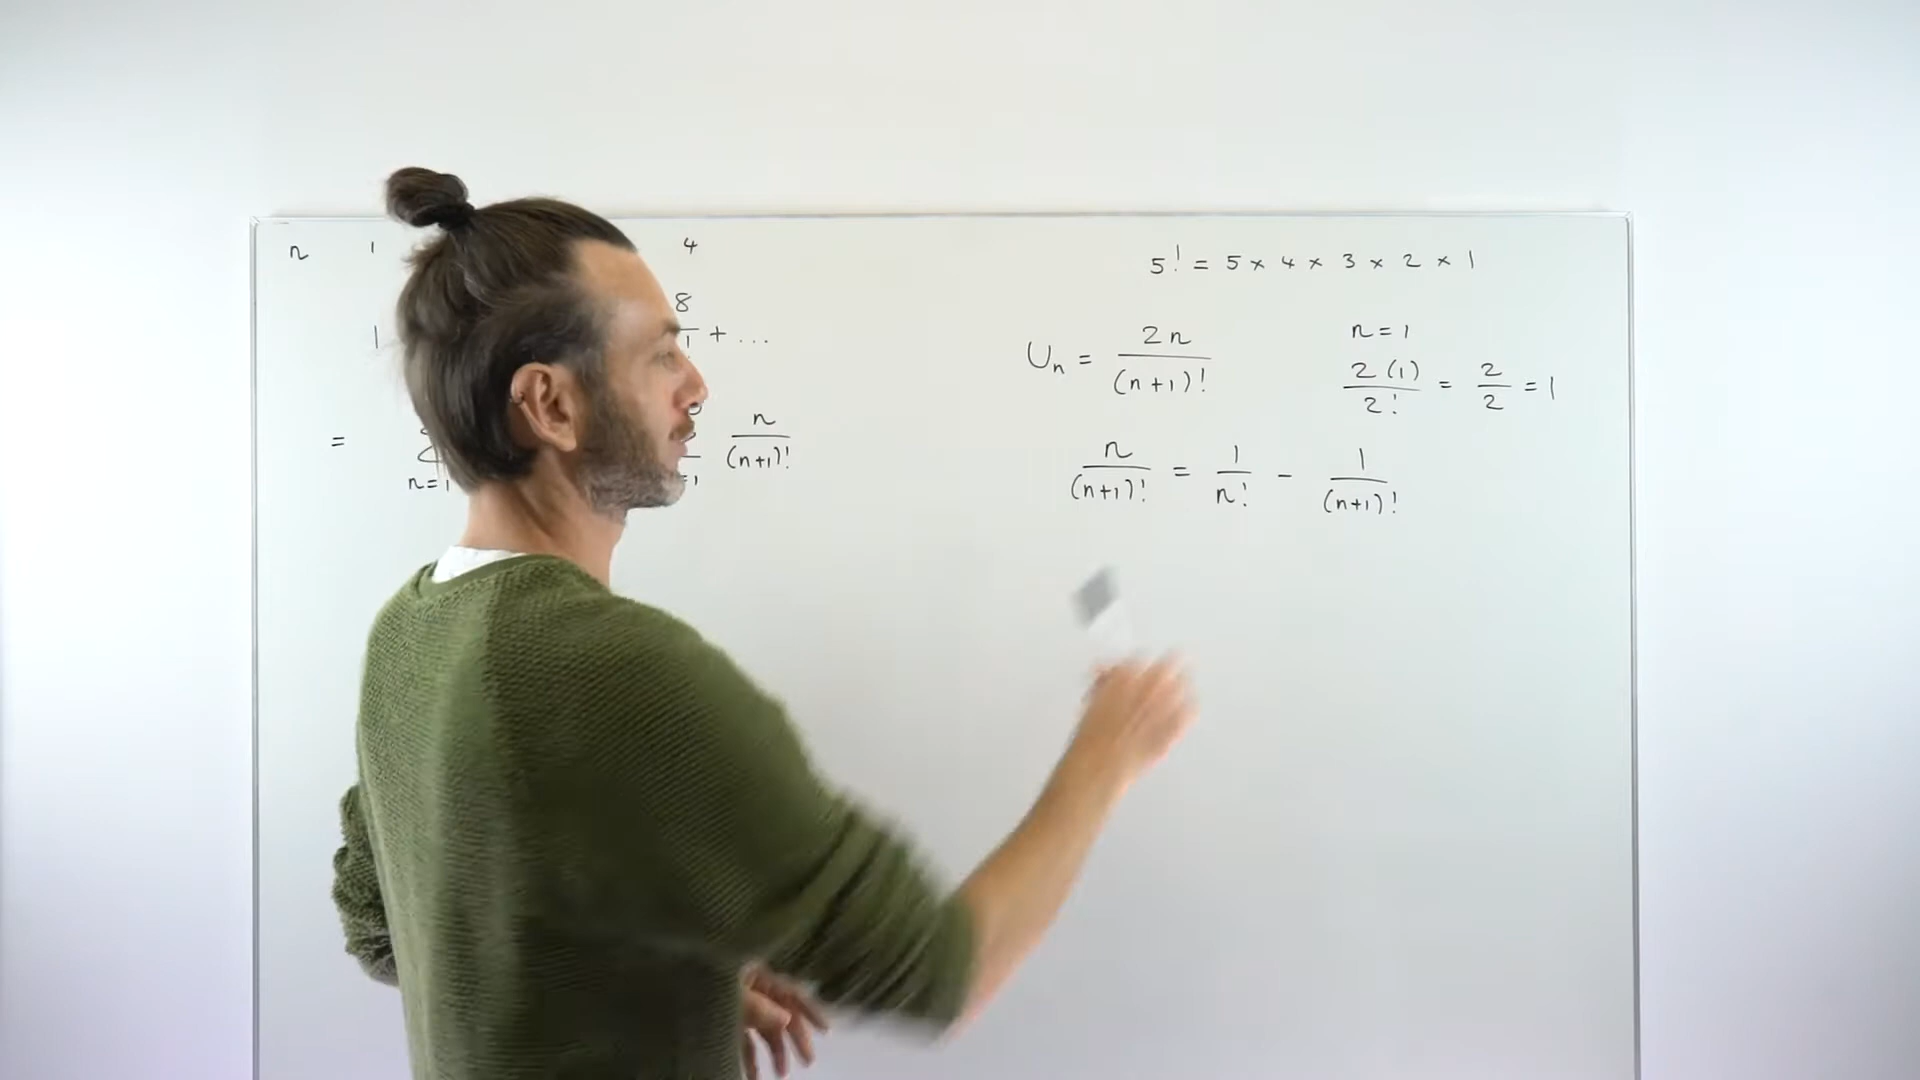 n 1 4
1 8/! + ...
= n=1 n/(n+1)!
5! = 5 × 4 × 3 × 2 × 1
Un = 2n/(n+1)!
n = 1
2(1)/2! = 2/2 = 1
n/(n+1)! = 1/n! - 1/(n+1)!